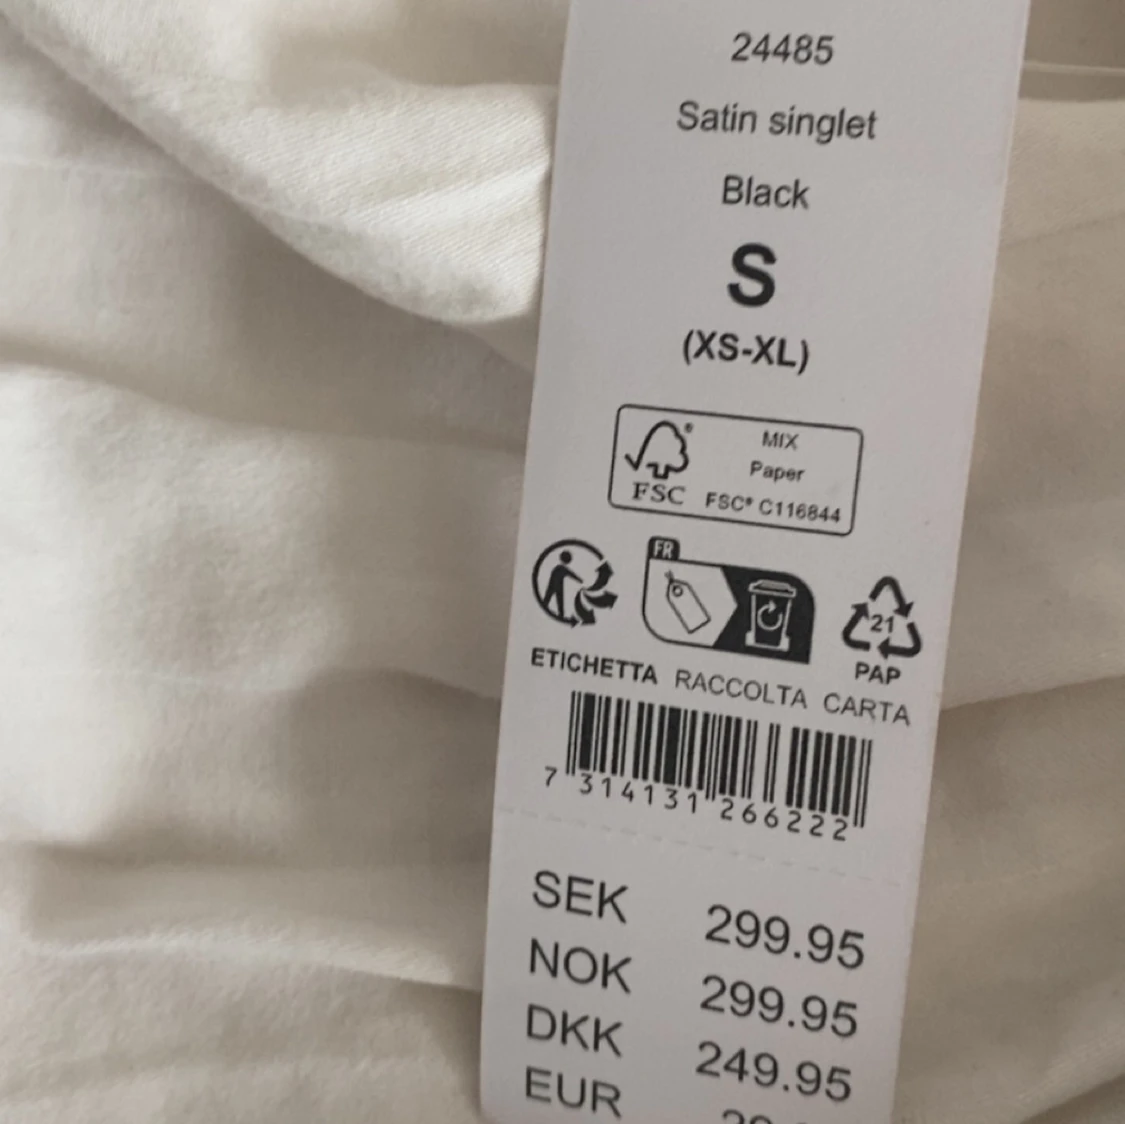 24485
Satin singlet
Black
S
(XS-XL)
MIX
Paper
FSC® C116844
FSC
®
FR
21
PAP
ETICHETTA RACCOLTA CARTA
7 314131 266222
SEK 299.95
NOK 299.95
DKK 249.95
EUR